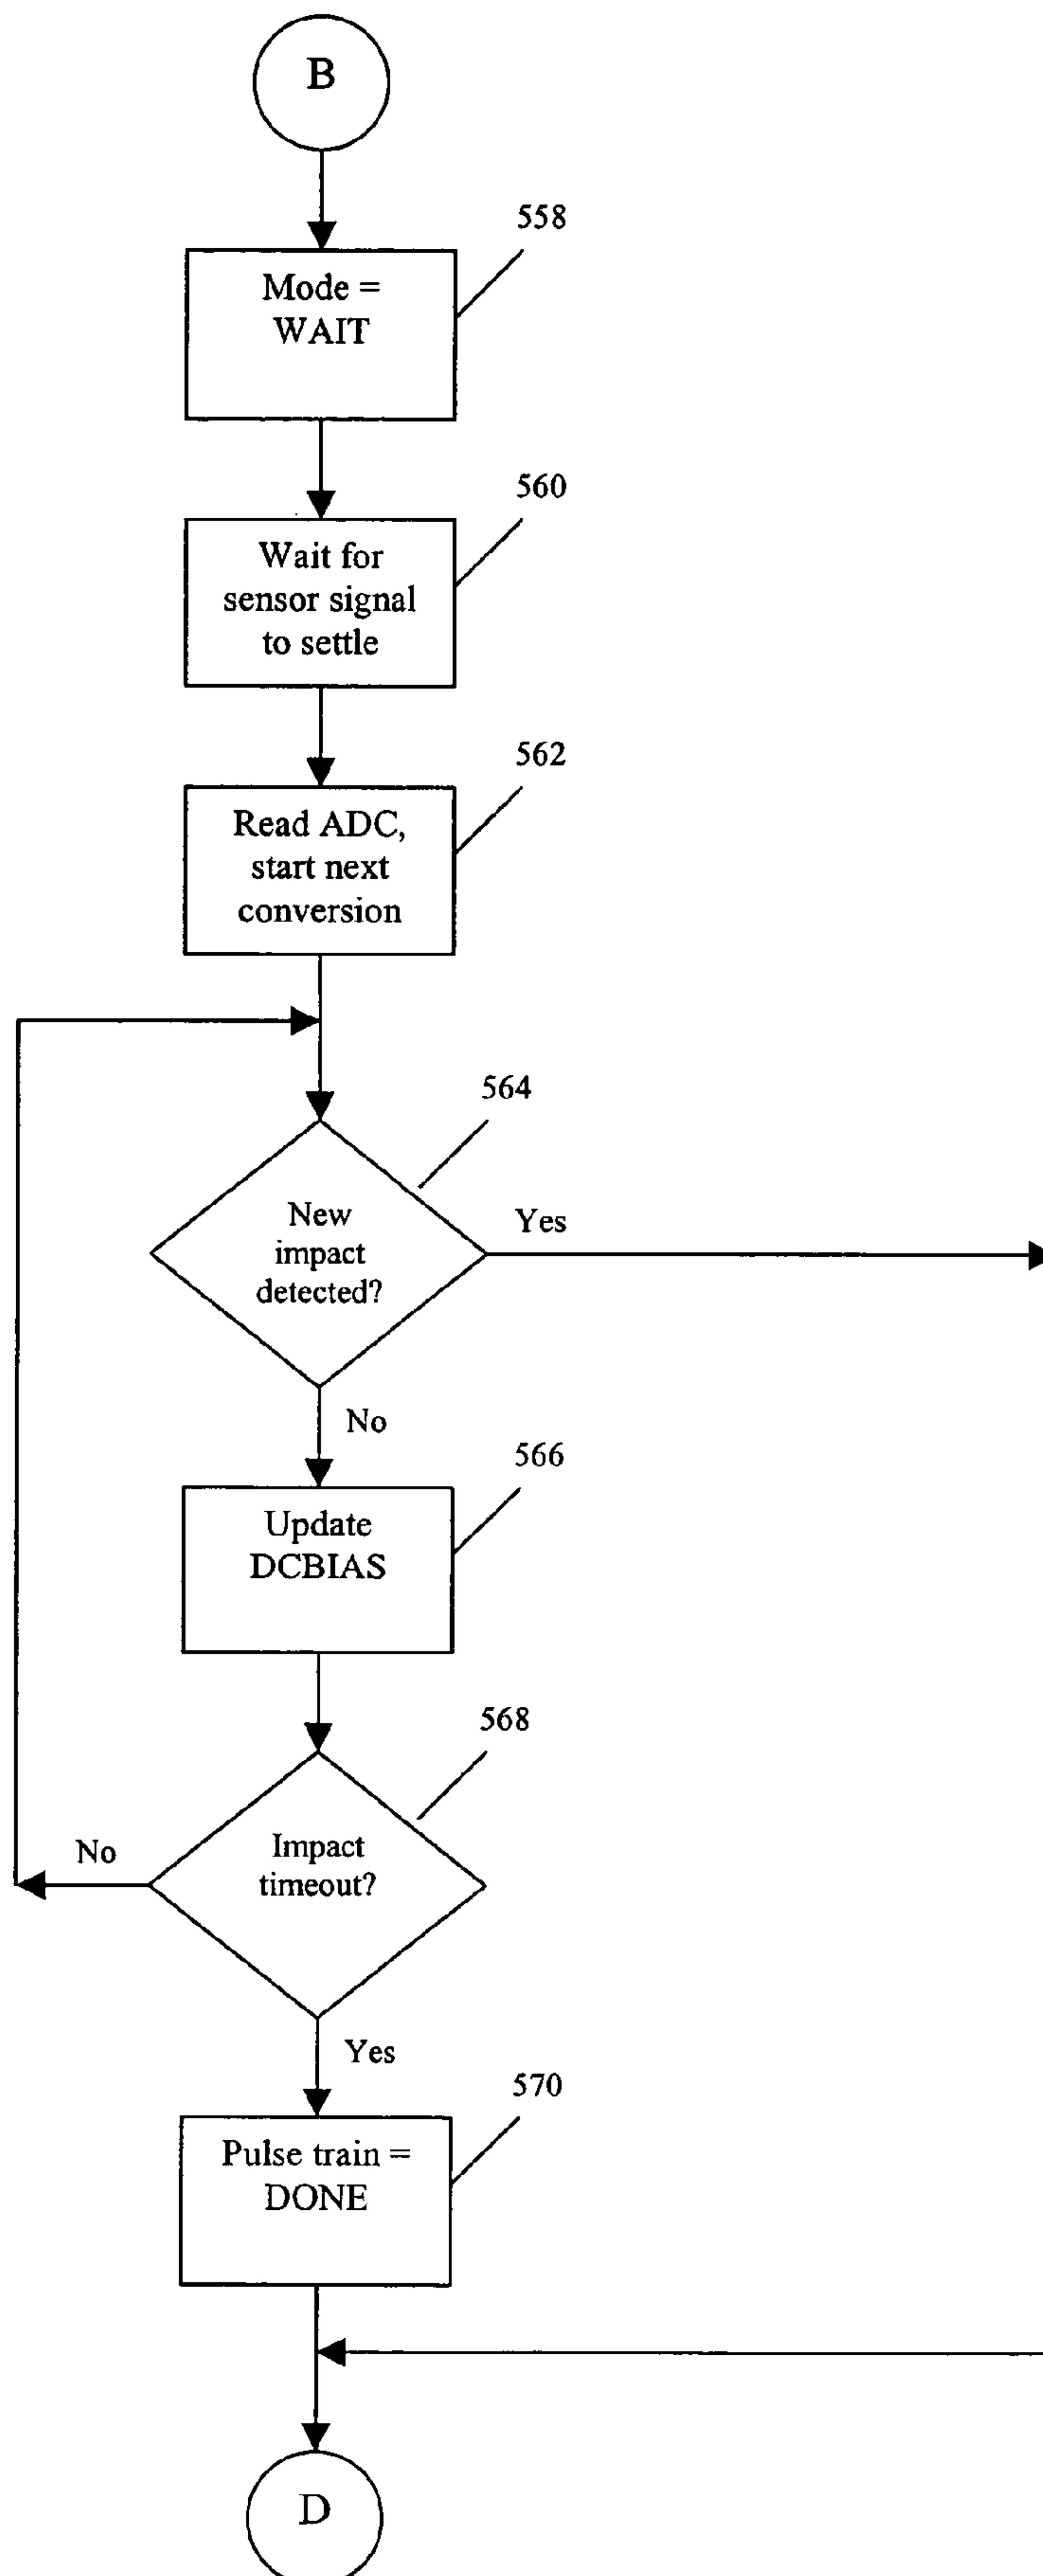 B
558
Mode =
WAIT
560
Wait for
sensor signal
to settle
562
Read ADC,
start next
conversion
564
New
impact
detected?
Yes
No
566
Update
DCBIAS
568
Impact
timeout?
No
Yes
570
Pulse train =
DONE
D